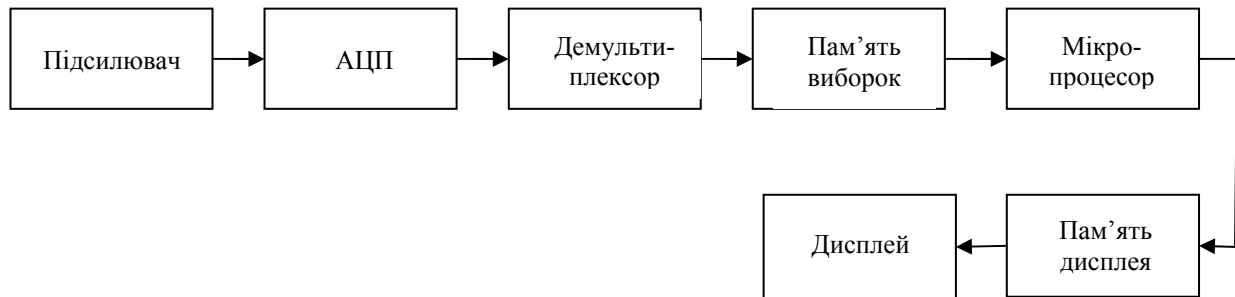 Підсилювач
АЦП
Демульти-
плексор
Пам’ять
виборок
Мікро-
процесор
Дисплей
Пам’ять
дисплея